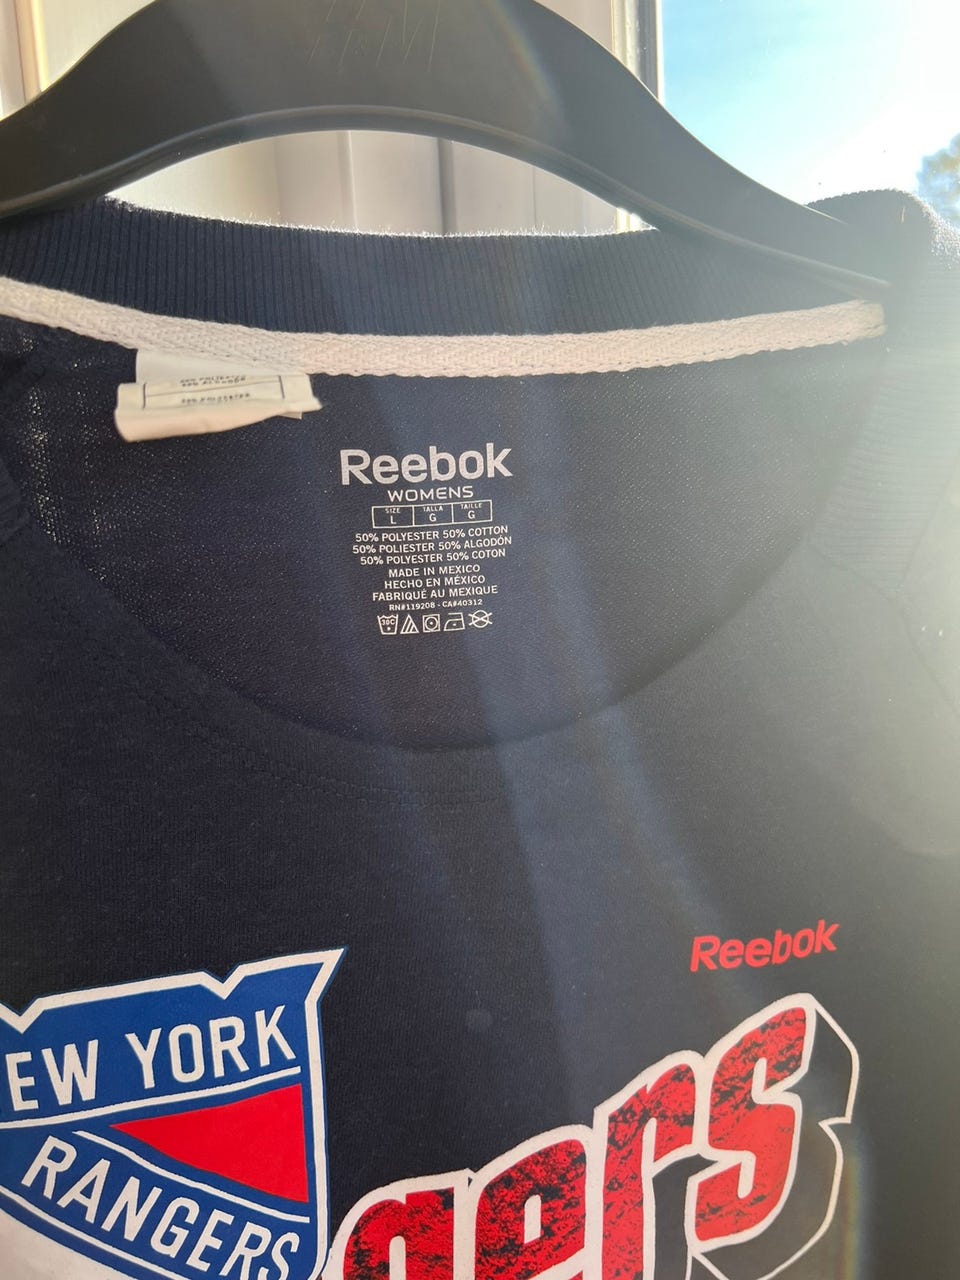 Reebok
WOMENS
SIZE TALLA TAILLE
L G G
50% POLYESTER 50% COTTON
50% POLIESTER 50% ALGODÓN
50% POLYESTER 50% COTON
MADE IN MEXICO
HECHO EN MÉXICO
FABRIQUÉ AU MEXIQUE
RN#119208 - CA#40312
30C
Reebok
EW YORK
RANGERS
gers